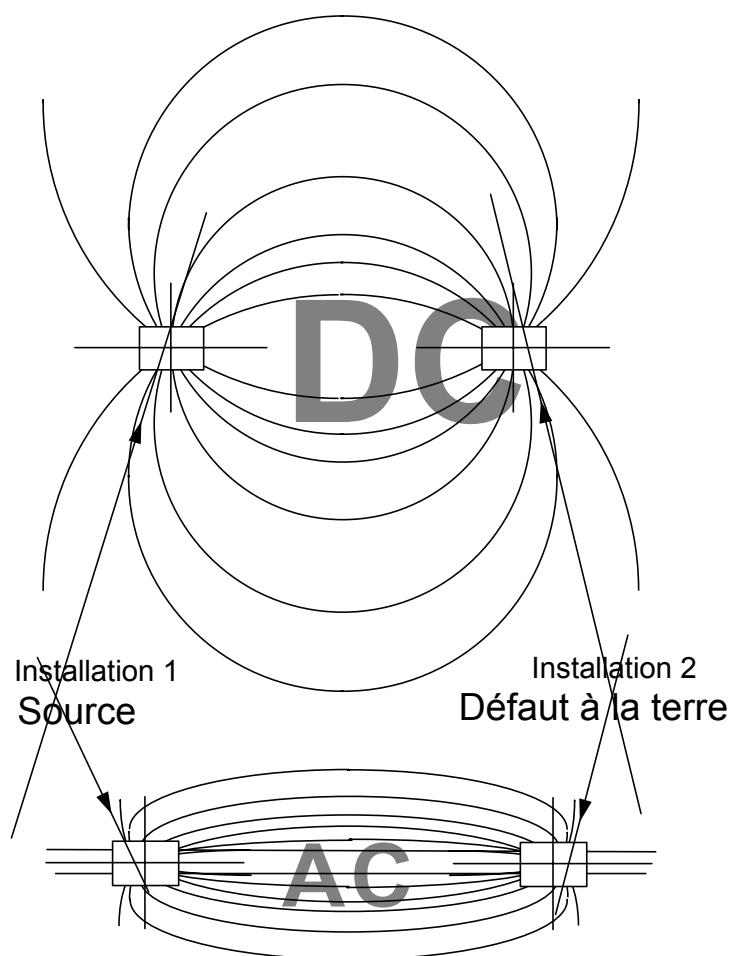 DC
Installation 1
Source
Installation 2
Défaut à la terre
AC